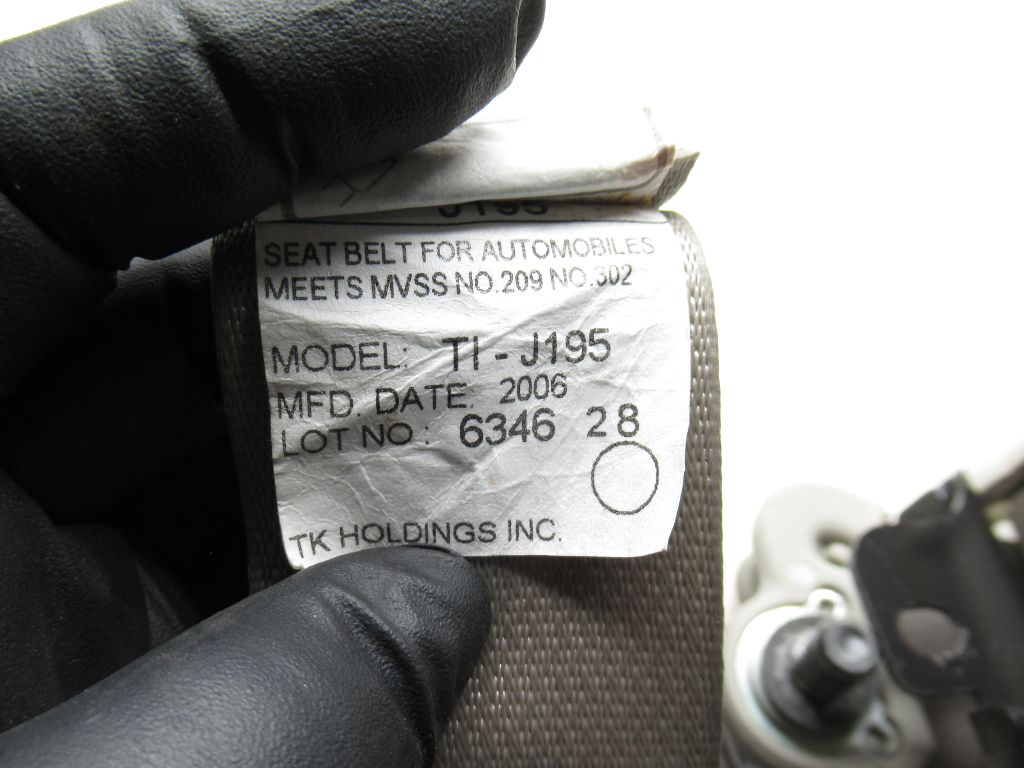 J195
SEAT BELT FOR AUTOMOBILES
MEETS MVSS NO.209 NO.302
MODEL: TI - J195
MFD. DATE: 2006
LOT NO: 6346 28
TK HOLDINGS INC.